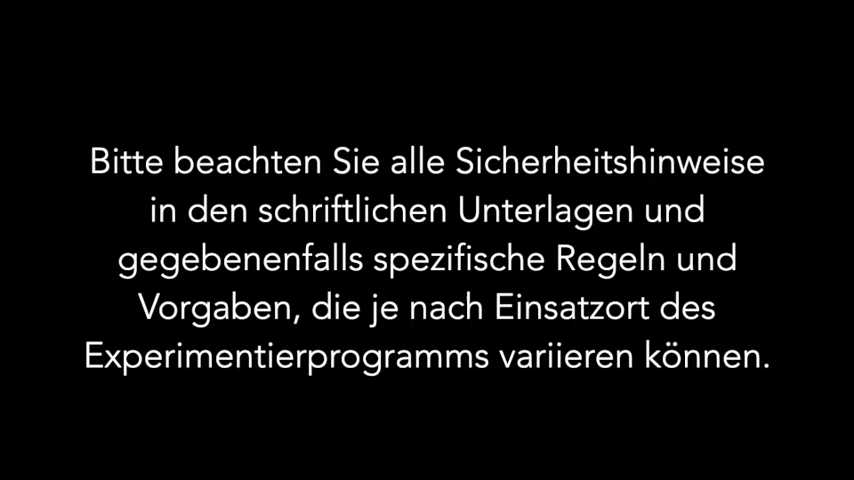 Bitte beachten Sie alle Sicherheitshinweise
in den schriftlichen Unterlagen und
gegebenenfalls spezifische Regeln und
Vorgaben, die je nach Einsatzort des
Experimentierprogramms variieren können.